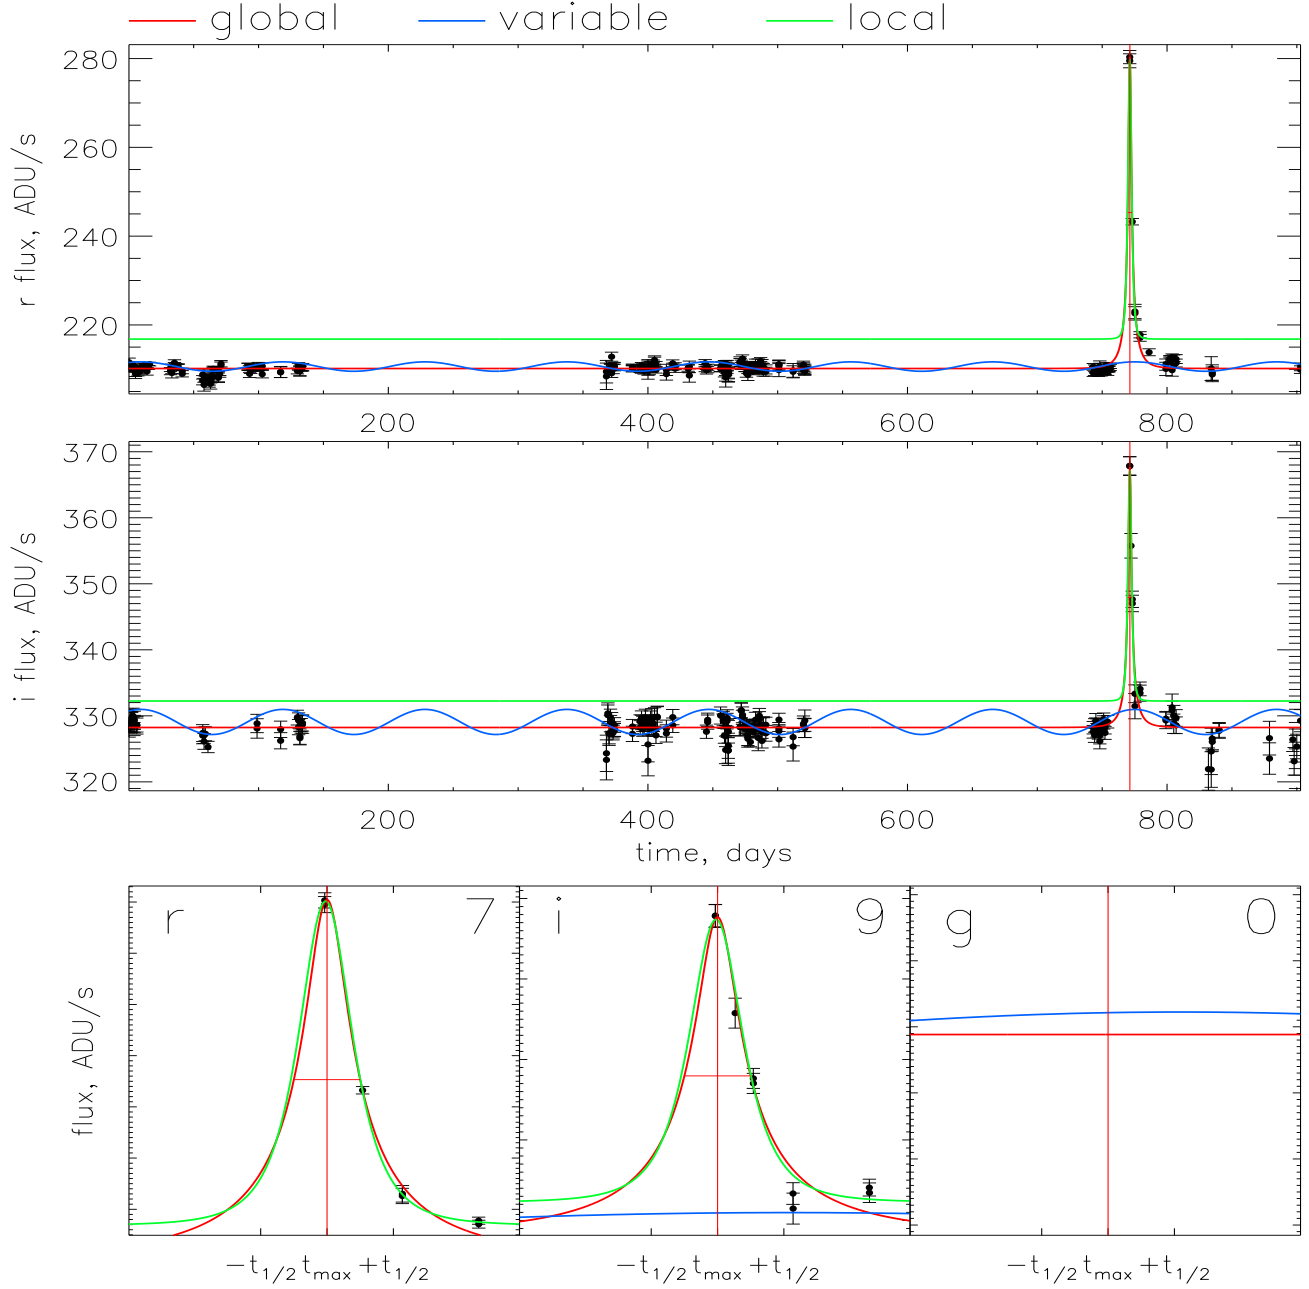 global variable local
280
260
240
220
r flux, ADU/s
200 400 600 800
370
360
350
340
330
320
i flux, ADU/s
200 400 600 800
time, days
r 7 i 9 g 0
flux, ADU/s
-t1/2 tmax +t1/2 -t1/2 tmax +t1/2 -t1/2 tmax +t1/2